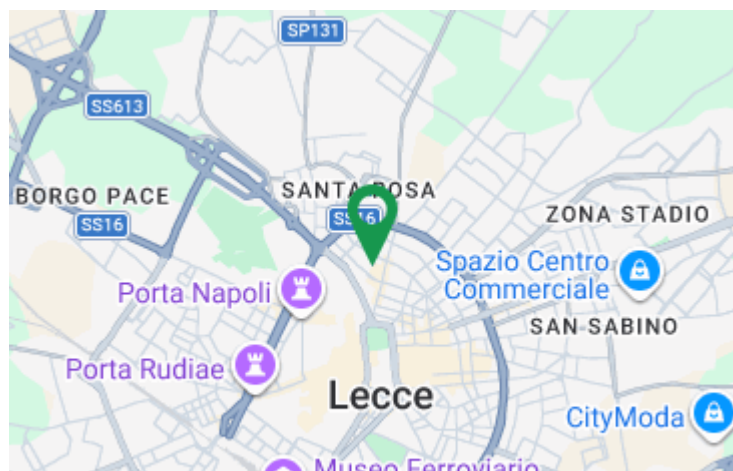 SP131
SS613
SANTA ROSA
BORGO PACE
SS16
SS16
ZONA STADIO
Spazio Centro
Commerciale
Porta Napoli
SAN SABINO
Porta Rudiae
Lecce
CityModa
Museo Ferroviario